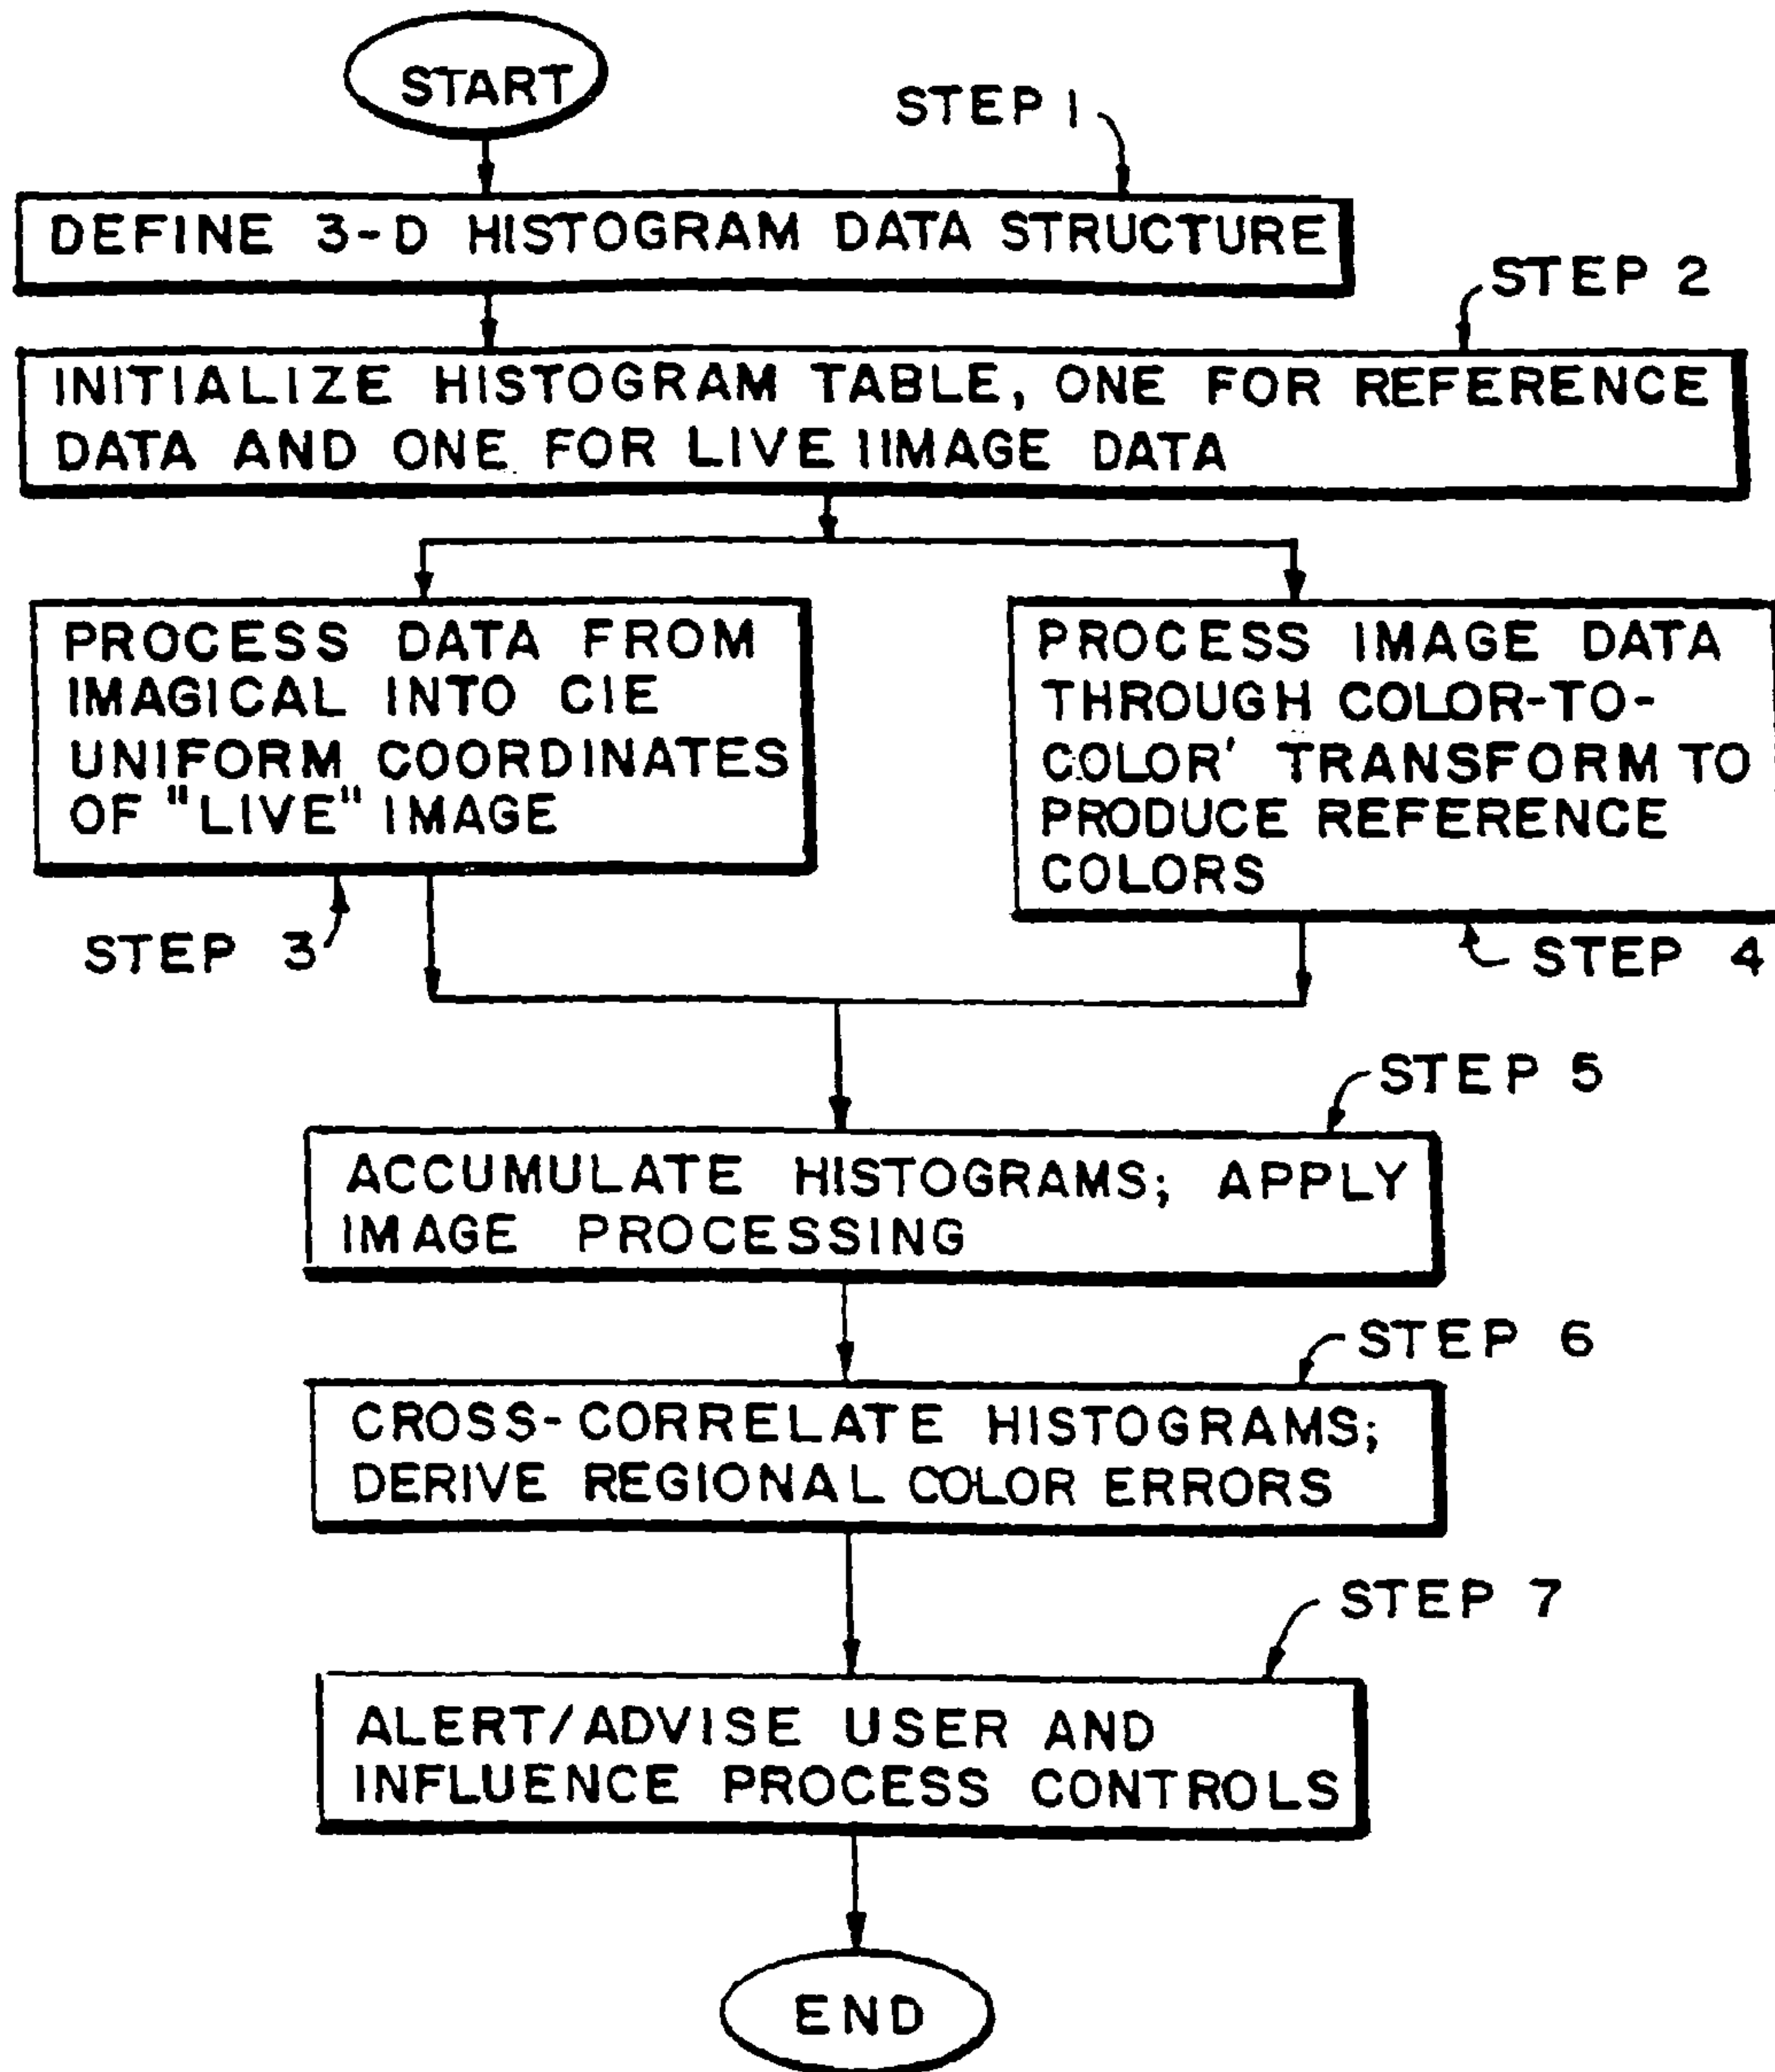 START
STEP 1
DEFINE 3-D HISTOGRAM DATA STRUCTURE
STEP 2
INITIALIZE HISTOGRAM TABLE, ONE FOR REFERENCE
DATA AND ONE FOR LIVE IIMAGE DATA
PROCESS DATA FROM
IMAGICAL INTO CIE
UNIFORM COORDINATES
OF "LIVE" IMAGE
STEP 3
PROCESS IMAGE DATA
THROUGH COLOR-TO-
COLOR' TRANSFORM TO
PRODUCE REFERENCE
COLORS
STEP 4
STEP 5
ACCUMULATE HISTOGRAMS; APPLY
IMAGE PROCESSING
STEP 6
CROSS-CORRELATE HISTOGRAMS;
DERIVE REGIONAL COLOR ERRORS
STEP 7
ALERT/ADVISE USER AND
INFLUENCE PROCESS CONTROLS
END